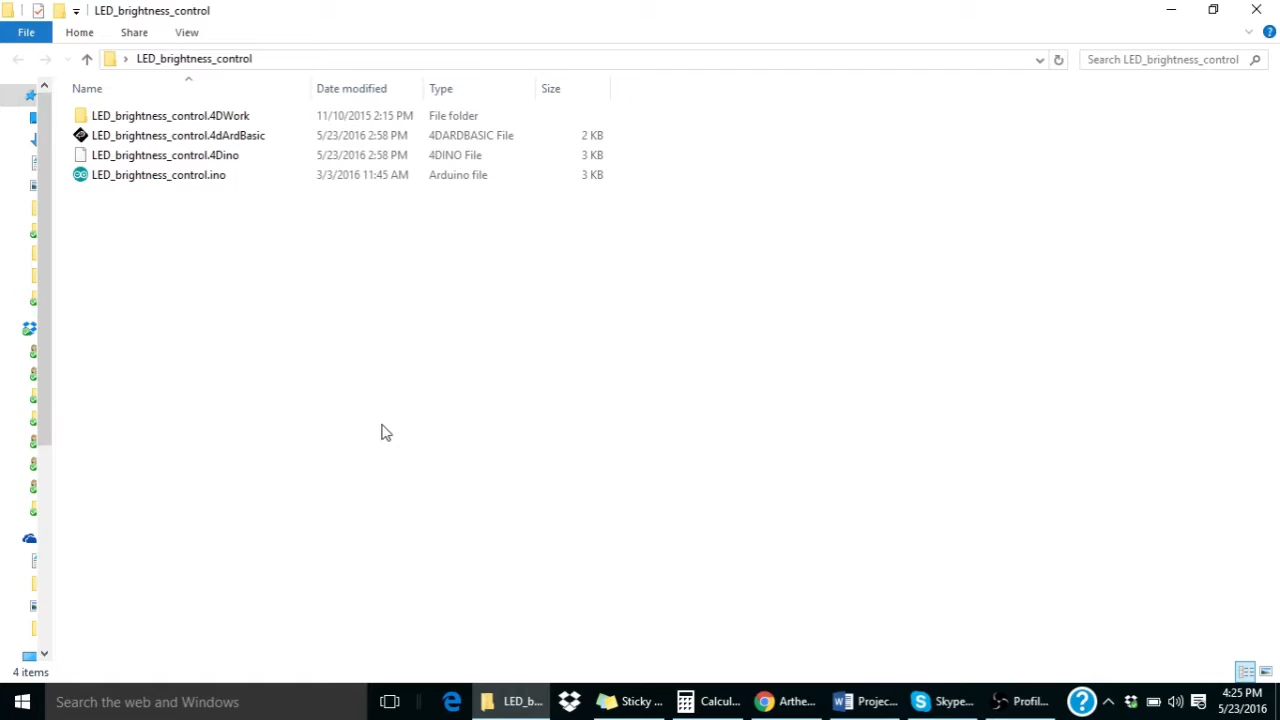 LED_brightness_control
File Home Share View
LED_brightness_control
Search LED_brightness_control
Name Date modified Type Size
LED_brightness_control.4DWork 11/10/2015 2:15 PM File folder
LED_brightness_control.4dArdBasic 5/23/2016 2:58 PM 4DARDBASIC File 2 KB
LED_brightness_control.4Dino 5/23/2016 2:58 PM 4DINO File 3 KB
LED_brightness_control.ino 3/3/2016 11:45 AM Arduino file 3 KB
4 items
Search the web and Windows
LED_b...
Sticky ...
Calcul...
Arthe...
Projec...
Skype...
Profil...
4:25 PM
5/23/2016